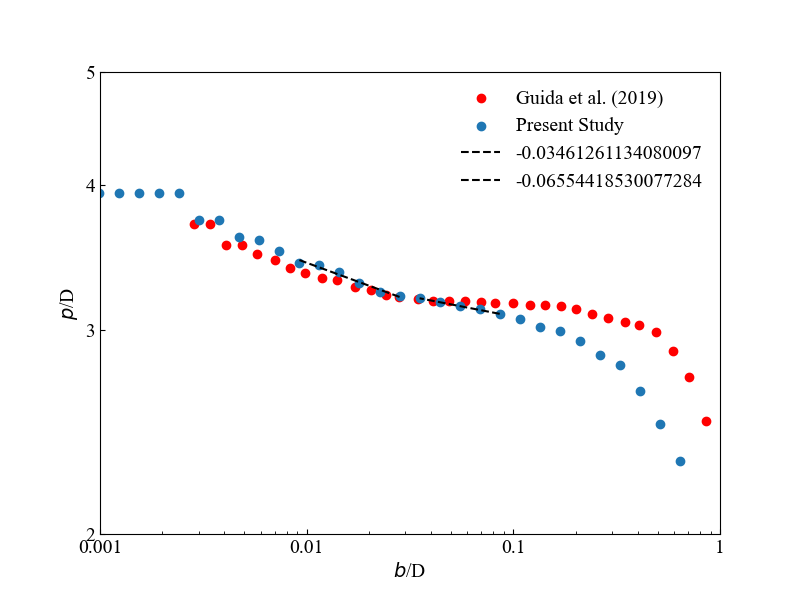 5
4
3
2
p/D
0.001
0.01
0.1
1
b/D
Guida et al. (2019)
Present Study
-0.03461261134080097
-0.06554418530077284